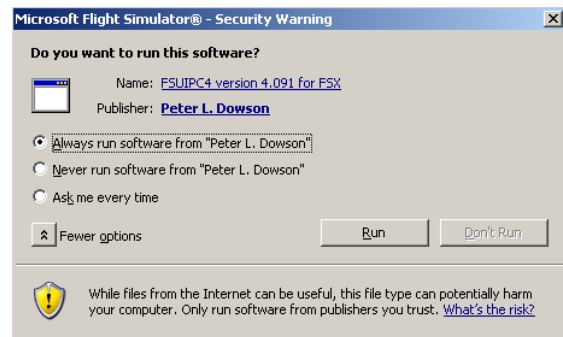 Microsoft Flight Simulator® - Security Warning
Do you want to run this software?
Name: FSUIPC4 version 4.091 for FSX
Publisher: Peter L. Dowson
Always run software from "Peter L. Dowson"
Never run software from "Peter L. Dowson"
Ask me every time
Fewer options
Run
Don't Run
While files from the Internet can be useful, this file type can potentially harm
your computer. Only run software from publishers you trust. What's the risk?